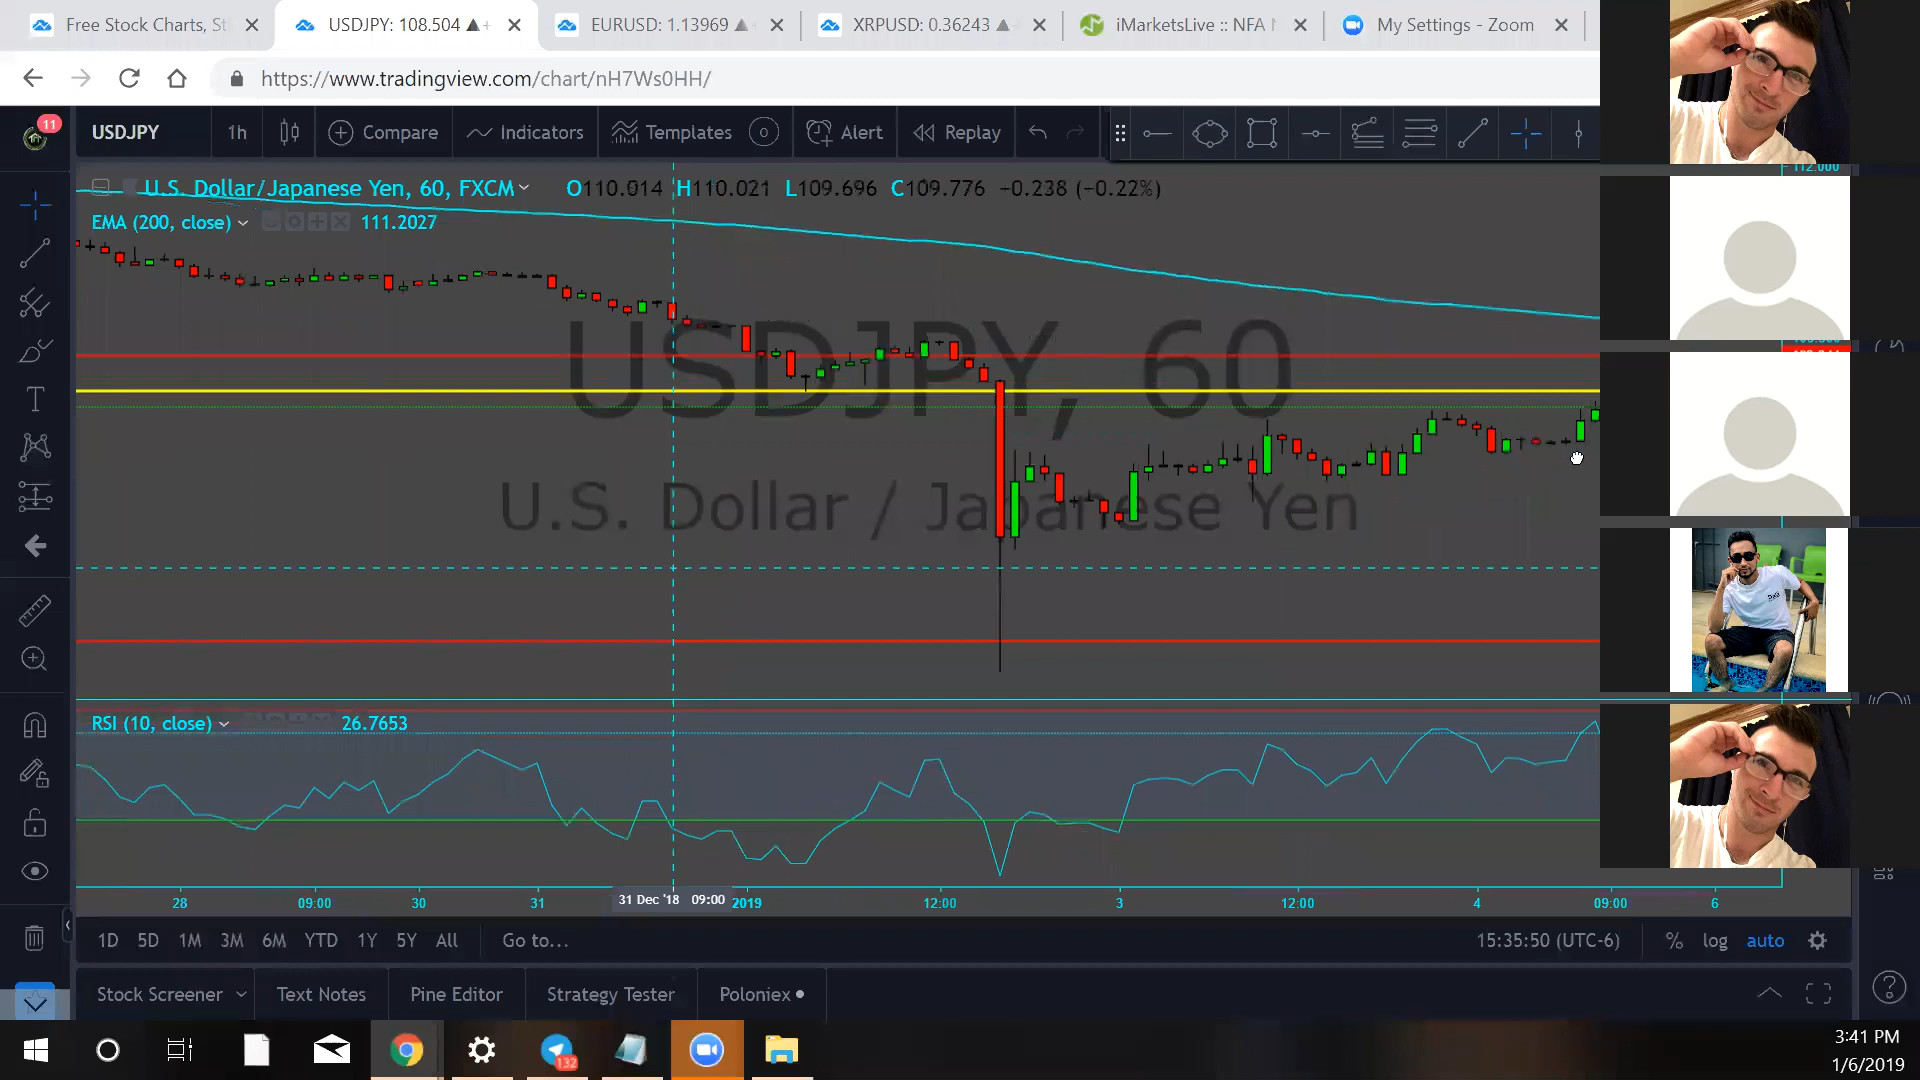 Free Stock Charts, St
USDJPY: 108.504 ▲+
EURUSD: 1.13969 ▲
XRPUSD: 0.36243 ▲
iMarketsLive :: NFA
My Settings - Zoom
https://www.tradingview.com/chart/nH7Ws0HH/
11
USDJPY
1h
Compare
Indicators
Templates
Alert
Replay
U.S. Dollar/Japanese Yen, 60, FXCM
O110.014 H110.021 L109.696 C109.776 −0.238 (−0.22%)
112.000
EMA (200, close)
111.2027
USDJPY, 60
U.S. Dollar / Japanese Yen
RSI (10, close)
26.7653
28
09:00
30
31
31 Dec '18 09:00
2019
12:00
3
12:00
4
09:00
6
1D 5D 1M 3M 6M YTD 1Y 5Y All
Go to...
15:35:50 (UTC-6)
% log auto
Stock Screener
Text Notes
Pine Editor
Strategy Tester
Poloniex
132
3:41 PM
1/6/2019